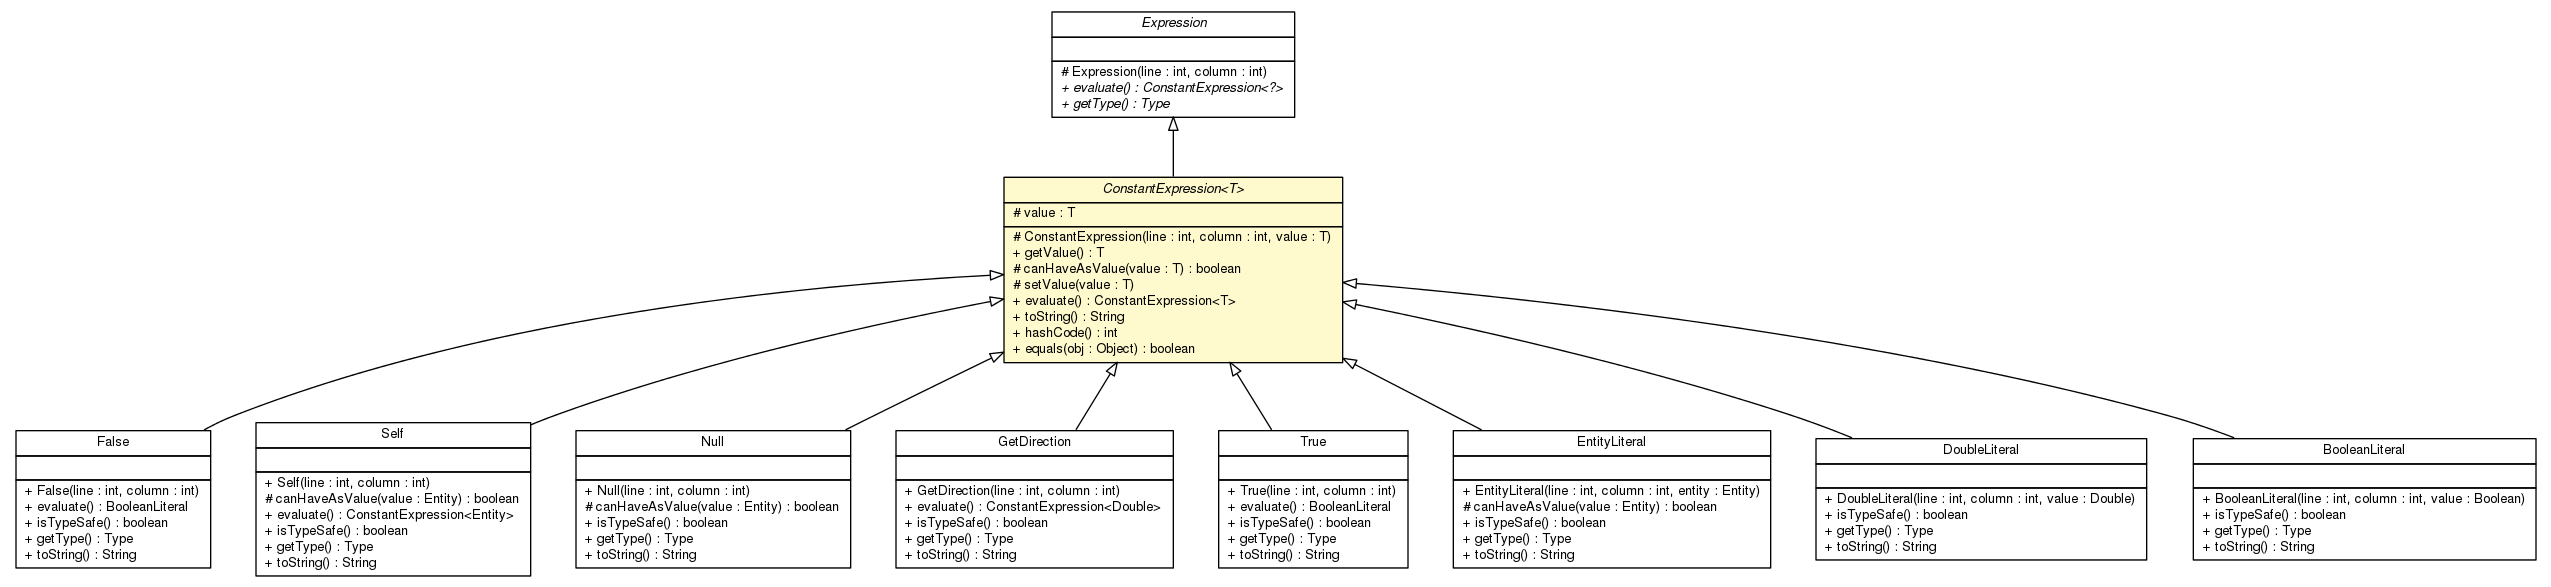 Expression
# Expression(line : int, column : int)
+ evaluate() : ConstantExpression<?>
+ getType() : Type
ConstantExpression<T>
# value : T
# ConstantExpression(line : int, column : int, value : T)
+ getValue() : T
# canHaveAsValue(value : T) : boolean
# setValue(value : T)
+ evaluate() : ConstantExpression<T>
+ toString() : String
+ hashCode() : int
+ equals(obj : Object) : boolean
False
+ False(line : int, column : int)
+ evaluate() : BooleanLiteral
+ isTypeSafe() : boolean
+ getType() : Type
+ toString() : String
Self
+ Self(line : int, column : int)
# canHaveAsValue(value : Entity) : boolean
+ evaluate() : ConstantExpression<Entity>
+ isTypeSafe() : boolean
+ getType() : Type
+ toString() : String
Null
+ Null(line : int, column : int)
# canHaveAsValue(value : Entity) : boolean
+ isTypeSafe() : boolean
+ getType() : Type
+ toString() : String
GetDirection
+ GetDirection(line : int, column : int)
+ evaluate() : ConstantExpression<Double>
+ isTypeSafe() : boolean
+ getType() : Type
+ toString() : String
True
+ True(line : int, column : int)
+ evaluate() : BooleanLiteral
+ isTypeSafe() : boolean
+ getType() : Type
+ toString() : String
EntityLiteral
+ EntityLiteral(line : int, column : int, entity : Entity)
# canHaveAsValue(value : Entity) : boolean
+ isTypeSafe() : boolean
+ getType() : Type
+ toString() : String
DoubleLiteral
+ DoubleLiteral(line : int, column : int, value : Double)
+ isTypeSafe() : boolean
+ getType() : Type
+ toString() : String
BooleanLiteral
+ BooleanLiteral(line : int, column : int, value : Boolean)
+ isTypeSafe() : boolean
+ getType() : Type
+ toString() : String